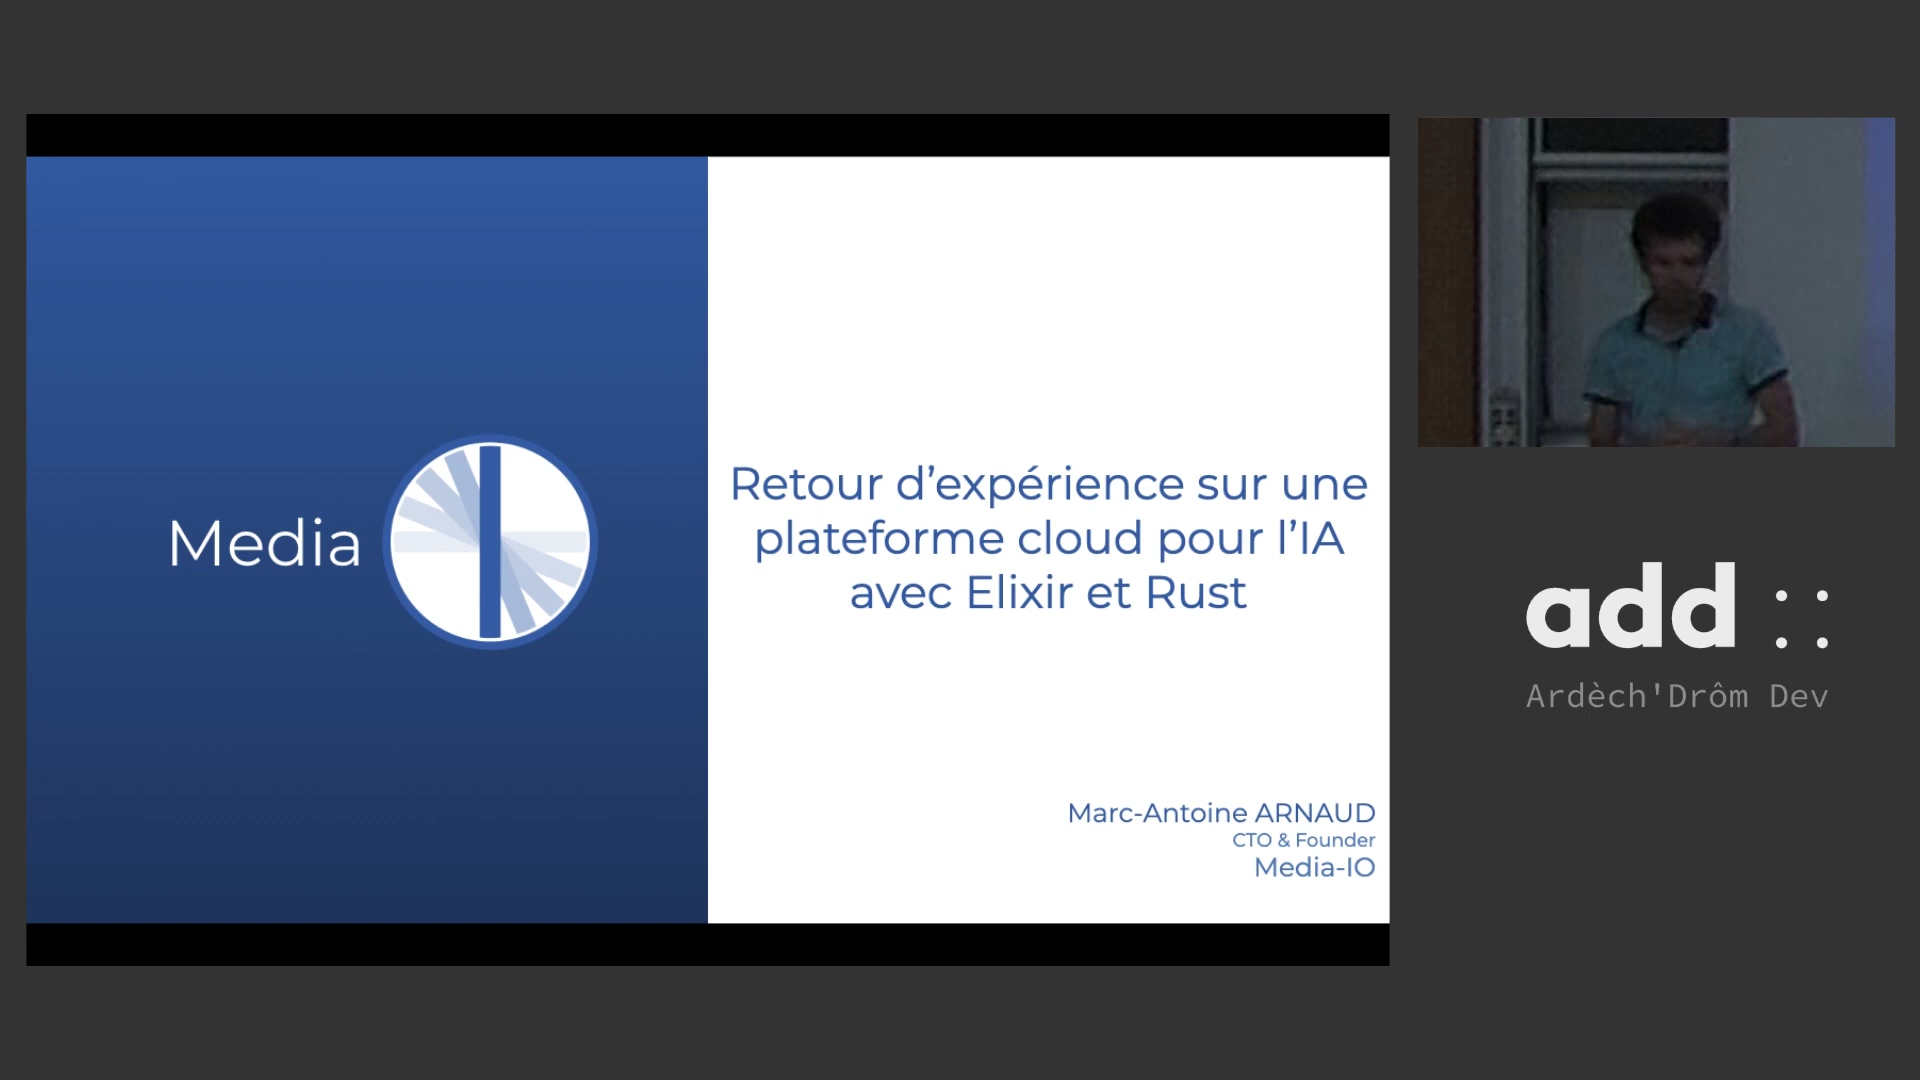 Media
Retour d’expérience sur une
plateforme cloud pour l’IA
avec Elixir et Rust
Marc-Antoine ARNAUD
CTO & Founder
Media-IO
add ::
Ardèch'Drôm Dev